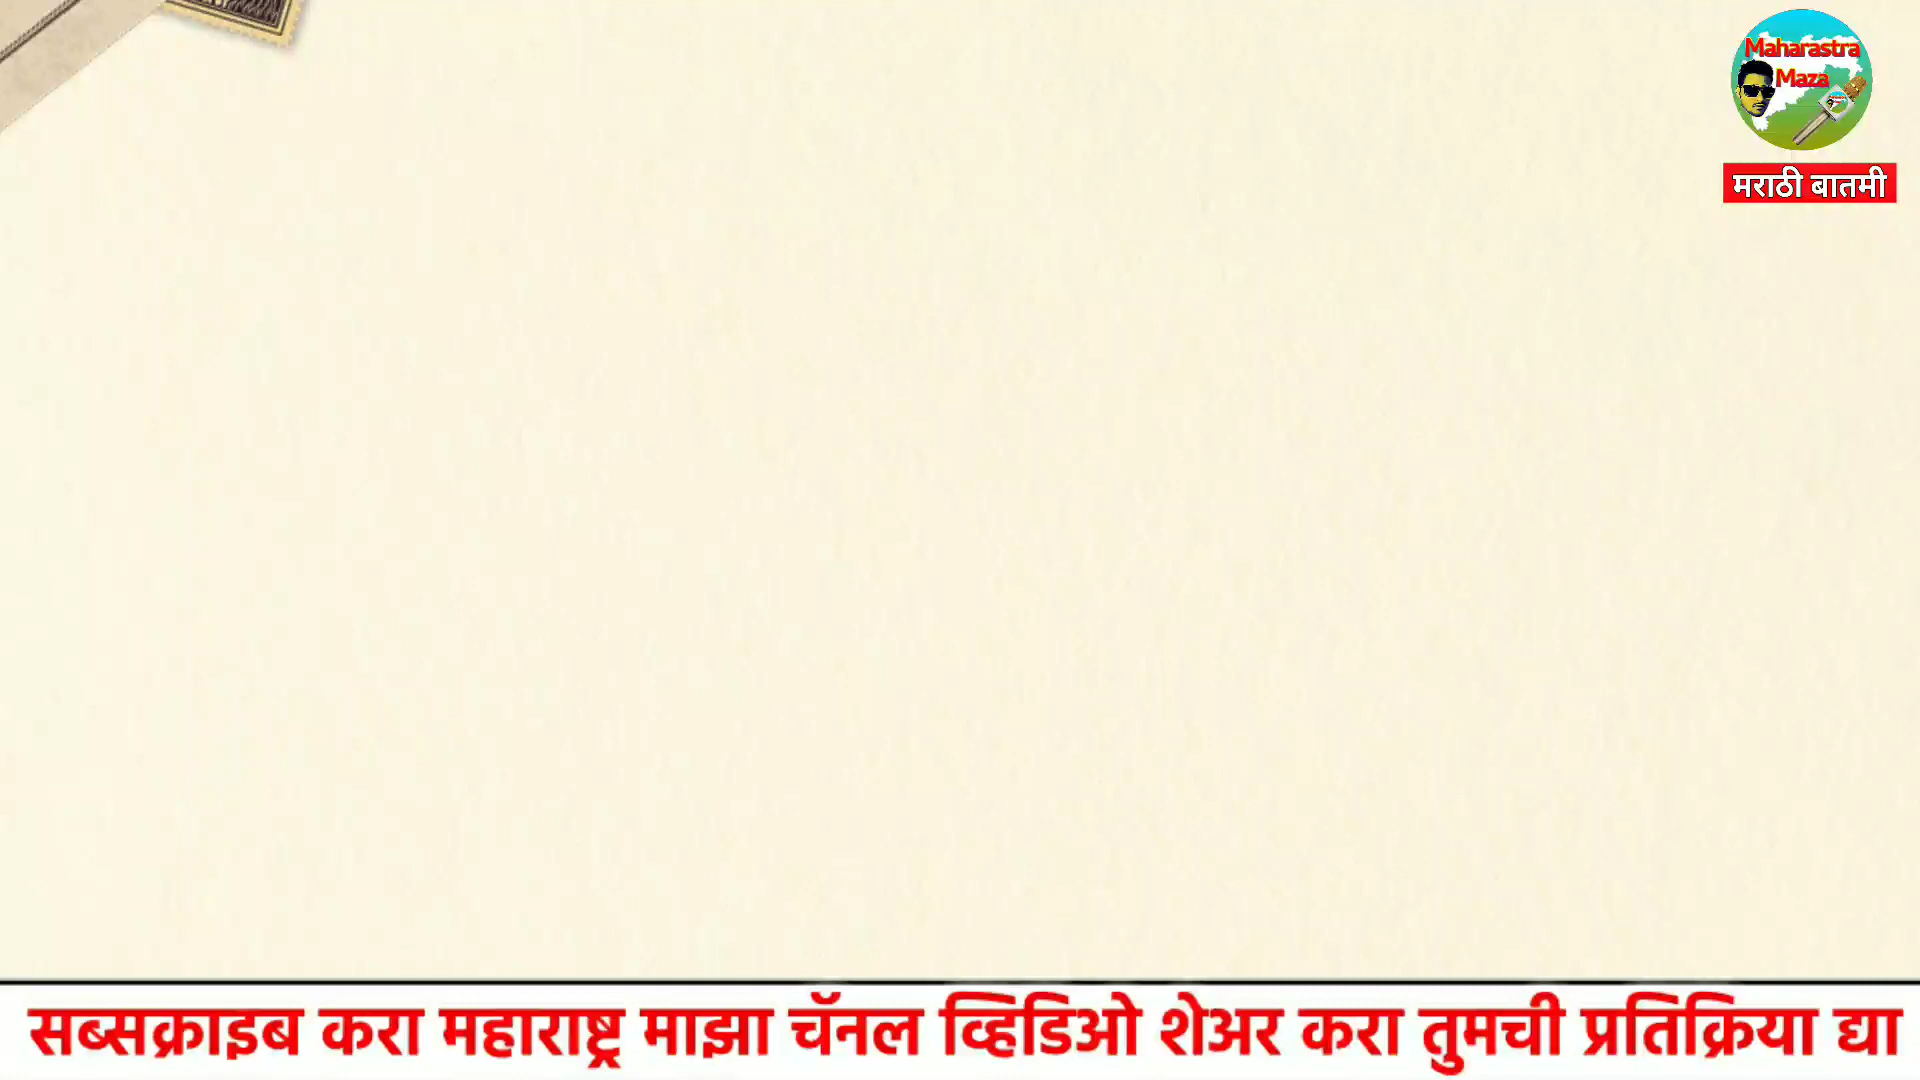 Maharastra
Maza
मराठी बातमी
सब्सक्राइब करा महाराष्ट्र माझा चॅनल व्हिडिओ शेअर करा तुमची प्रतिक्रिया द्या